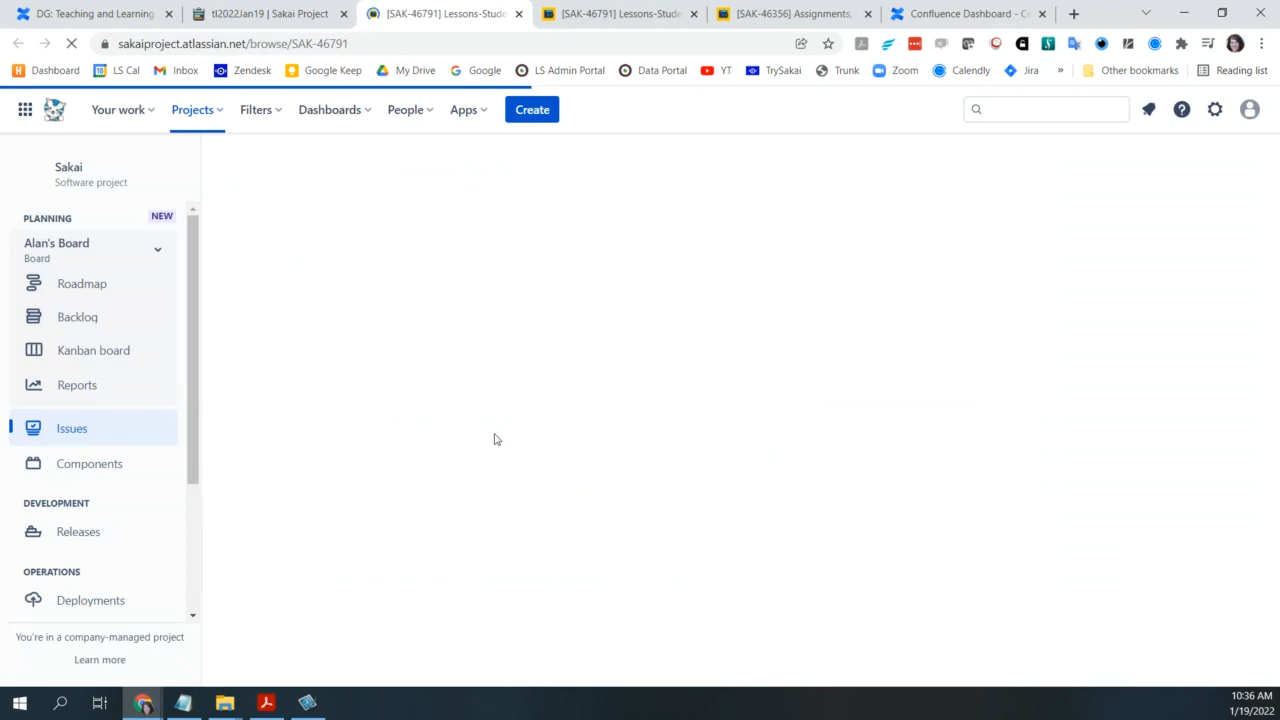 DG: Teaching and Learning
tl2022Jan19 | Sakai Project
[SAK-46791] Lessons-Stude
[SAK-46791] Lessons-Stude
[SAK-46356] Assignments,
Confluence Dashboard - Co
sakaiproject.atlassian.net/browse/SAK-46791
Dashboard
LS Cal
Inbox
Zendesk
Google Keep
My Drive
Google
LS Admin Portal
Data Portal
YT
TrySakai
Trunk
Zoom
Calendly
Jira
»
Other bookmarks
Reading list
Your work
Projects
Filters
Dashboards
People
Apps
Create
Sakai
Software project
PLANNING
NEW
Alan's Board
Board
Roadmap
Backlog
Kanban board
Reports
Issues
Components
DEVELOPMENT
Releases
OPERATIONS
Deployments
You're in a company-managed project
Learn more
10:36 AM
1/19/2022